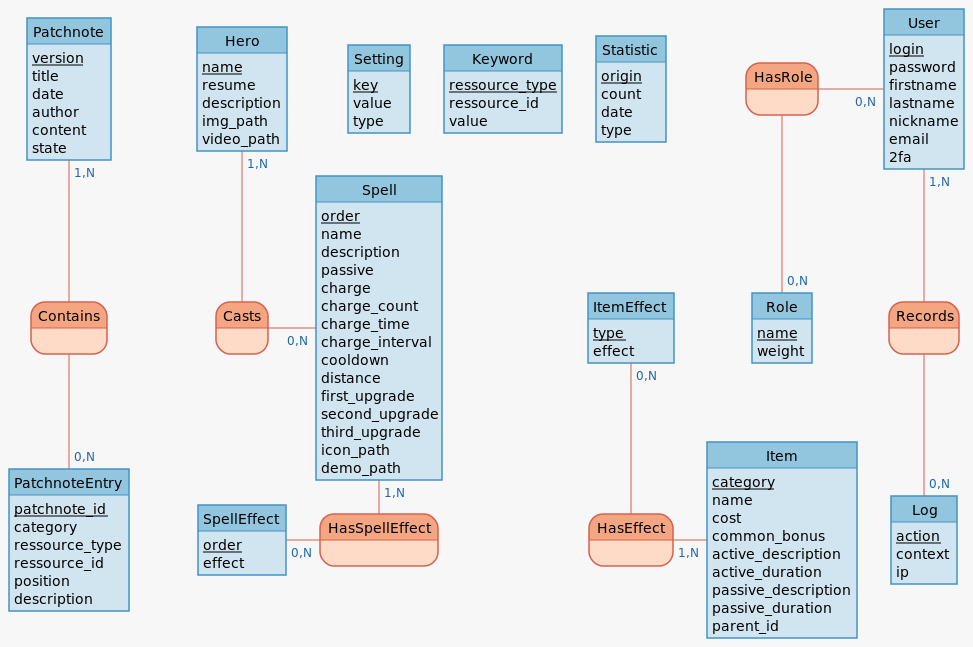 Patchnote
version
title
date
author
content
state
1,N
Contains
0,N
PatchnoteEntry
patchnote_id
category
ressource_type
ressource_id
position
description
Hero
name
resume
description
img_path
video_path
1,N
Casts
0,N
Spell
order
name
description
passive
charge
charge_count
charge_time
charge_interval
cooldown
distance
first_upgrade
second_upgrade
third_upgrade
icon_path
demo_path
1,N
HasSpellEffect
0,N
SpellEffect
order
effect
Setting
key
value
type
Keyword
ressource_type
ressource_id
value
Statistic
origin
count
date
type
ItemEffect
type
effect
0,N
HasEffect
1,N
Item
category
name
cost
common_bonus
active_description
active_duration
passive_description
passive_duration
parent_id
HasRole
0,N
0,N
Role
name
weight
User
login
password
firstname
lastname
nickname
email
2fa
1,N
Records
0,N
Log
action
context
ip